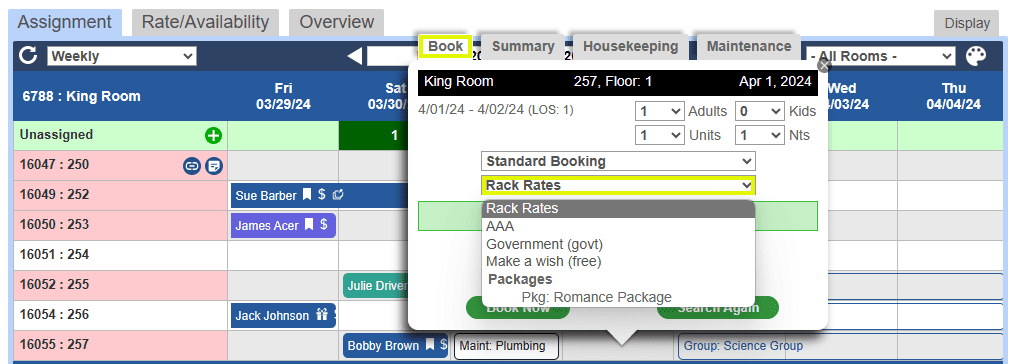 Assignment Rate/Availability Overview Display
Weekly - All Rooms -
Book Summary Housekeeping Maintenance
6788 : King Room Fri Sat Wed Thu
03/29/24 03/30/ /03/24 04/04/24
King Room 257, Floor: 1 Apr 1, 2024
4/01/24 - 4/02/24 (LOS: 1) 1 Adults 0 Kids
1 Units 1 Nts
Unassigned 1
Standard Booking
16047 : 250
Rack Rates
16049 : 252 Sue Barber $
Rack Rates
16050 : 253 James Acer $
AAA
Government (govt)
16051 : 254
Make a wish (free)
16052 : 255 Julie Driver
Packages
Pkg: Romance Package
16054 : 256 Jack Johnson $
Book Now Search Again
16055 : 257 Bobby Brown $ Maint: Plumbing Group: Science Group